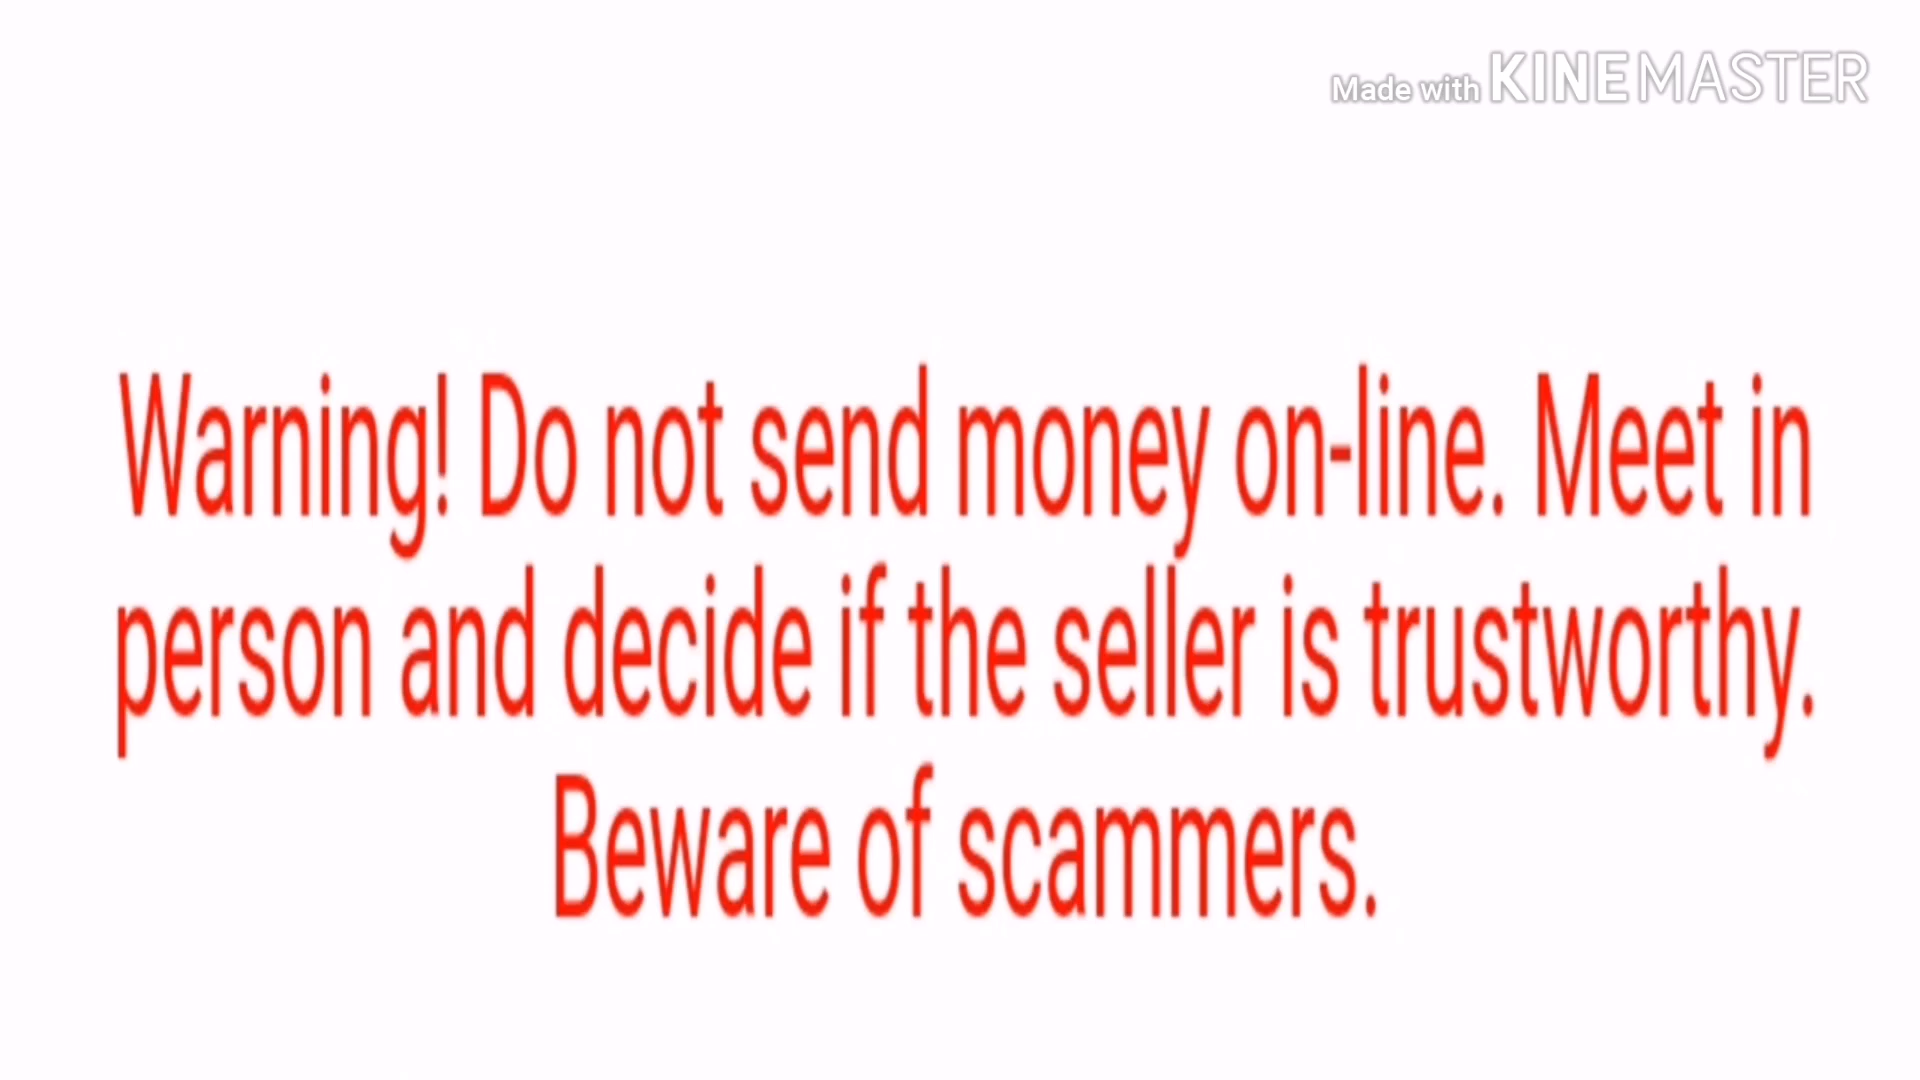 Made with KINEMASTER
Warning! Do not send money on-line. Meet in
person and decide if the seller is trustworthy.
Beware of scammers.